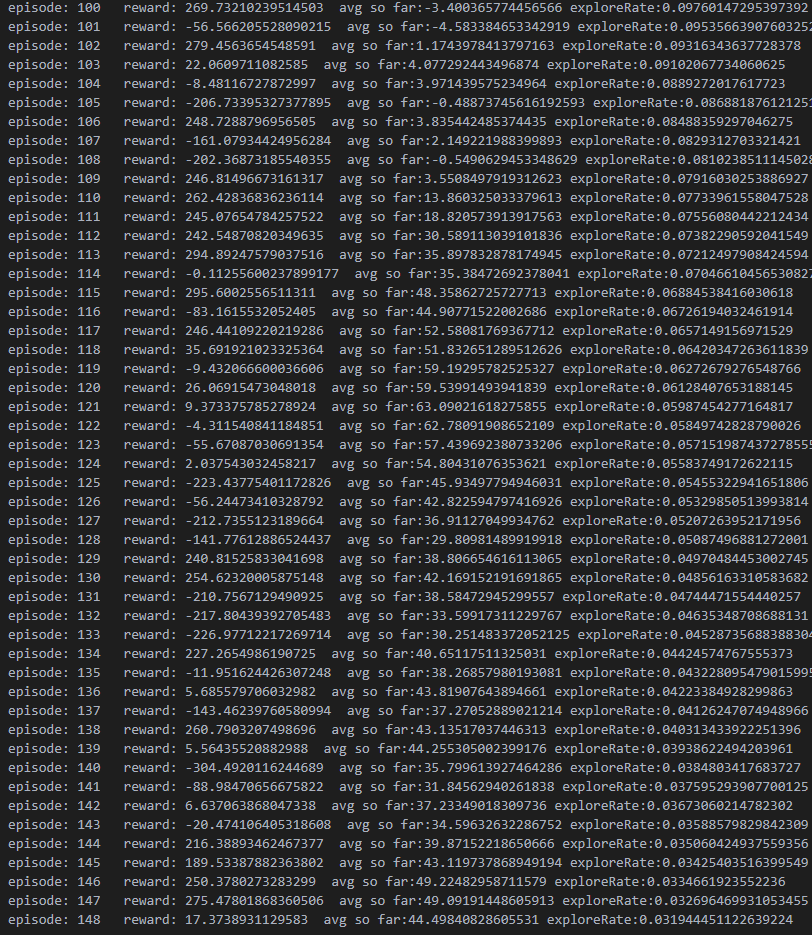 episode: 100 reward: 269.73210239514503 avg so far:-3.400365774456566 exploreRate:0.09760147295397392
episode: 101 reward: -56.566205528090215 avg so far:-4.583384653342919 exploreRate:0.0953566390760325
episode: 102 reward: 279.4563654548591 avg so far:1.1743978413797163 exploreRate:0.09316343637728378
episode: 103 reward: 22.0609711082585 avg so far:4.077292443496874 exploreRate:0.09102067734060625
episode: 104 reward: -8.48116727872997 avg so far:3.971439575234964 exploreRate:0.0889272017617723
episode: 105 reward: -206.73395327377895 avg so far:-0.48873745616192593 exploreRate:0.086881876121251
episode: 106 reward: 248.7288796956505 avg so far:3.835442485374435 exploreRate:0.08488359297046275
episode: 107 reward: -161.07934424956284 avg so far:2.149221988399893 exploreRate:0.0829312703321421
episode: 108 reward: -202.36873185540355 avg so far:-0.5490629453348629 exploreRate:0.081023851114502
episode: 109 reward: 246.81496673161317 avg so far:3.5508497919312623 exploreRate:0.07916030253886927
episode: 110 reward: 262.42836836236114 avg so far:13.860325033379613 exploreRate:0.07733961558047528
episode: 111 reward: 245.07654784257522 avg so far:18.820573913917563 exploreRate:0.07556080442212434
episode: 112 reward: 242.54870820349635 avg so far:30.589113039101836 exploreRate:0.07382290592041549
episode: 113 reward: 294.89247579037516 avg so far:35.897832878174945 exploreRate:0.07212497908424594
episode: 114 reward: -0.11255600237899177 avg so far:35.38472692378041 exploreRate:0.0704661045653082
episode: 115 reward: 295.6002556511311 avg so far:48.35862725727713 exploreRate:0.06884538416030618
episode: 116 reward: -83.1615532052405 avg so far:44.90771522002686 exploreRate:0.06726194032461914
episode: 117 reward: 246.44109220219286 avg so far:52.58081769367712 exploreRate:0.0657149156971529
episode: 118 reward: 35.691921023325364 avg so far:51.832651289512626 exploreRate:0.06420347263611839
episode: 119 reward: -9.432066600036606 avg so far:59.19295782525327 exploreRate:0.06272679276548766
episode: 120 reward: 26.06915473048018 avg so far:59.53991493941839 exploreRate:0.06128407653188145
episode: 121 reward: 9.373375785278924 avg so far:63.09021618275855 exploreRate:0.05987454277164817
episode: 122 reward: -4.311540841184851 avg so far:62.78091908652109 exploreRate:0.05849742828790026
episode: 123 reward: -55.67087030691354 avg so far:57.439692380733206 exploreRate:0.05715198743727855
episode: 124 reward: 2.037543032458217 avg so far:54.80431076353621 exploreRate:0.05583749172622115
episode: 125 reward: -223.43775401172826 avg so far:45.93497794946031 exploreRate:0.05455322941651806
episode: 126 reward: -56.24473410328792 avg so far:42.822594797416926 exploreRate:0.05329850513993814
episode: 127 reward: -212.7355123189664 avg so far:36.91127049934762 exploreRate:0.05207263952171956
episode: 128 reward: -141.77612886524437 avg so far:29.80981489919918 exploreRate:0.05087496881272001
episode: 129 reward: 240.81525833041698 avg so far:38.806654616113065 exploreRate:0.04970484453002745
episode: 130 reward: 254.62320005875148 avg so far:42.169152191691865 exploreRate:0.04856163310583682
episode: 131 reward: -210.7567129490925 avg so far:38.58472945299557 exploreRate:0.04744471554440257
episode: 132 reward: -217.80439392705483 avg so far:33.59917311229767 exploreRate:0.04635348708688131
episode: 133 reward: -226.97712217269714 avg so far:30.251483372052125 exploreRate:0.0452873568838830
episode: 134 reward: 227.2654986190725 avg so far:40.65117511325031 exploreRate:0.04424574767555373
episode: 135 reward: -11.951624426307248 avg so far:38.26857980193081 exploreRate:0.04322809547901599
episode: 136 reward: 5.685579706032982 avg so far:43.81907643894661 exploreRate:0.04223384928299863
episode: 137 reward: -143.46239760580994 avg so far:37.27052889021214 exploreRate:0.04126247074948966
episode: 138 reward: 260.7903207498696 avg so far:43.13517037446313 exploreRate:0.040313433922251396
episode: 139 reward: 5.56435520882988 avg so far:44.255305002399176 exploreRate:0.03938622494203961
episode: 140 reward: -304.4920116244689 avg so far:35.799613927464286 exploreRate:0.0384803417683727
episode: 141 reward: -88.98470656675822 avg so far:31.84562940261838 exploreRate:0.037595293907700125
episode: 142 reward: 6.637063868047338 avg so far:37.23349018309736 exploreRate:0.03673060214782302
episode: 143 reward: -20.474106405318608 avg so far:34.59632632286752 exploreRate:0.03588579829842309
episode: 144 reward: 216.38893462467377 avg so far:39.87152218650666 exploreRate:0.035060424937559356
episode: 145 reward: 189.53387882363802 avg so far:43.119737868949194 exploreRate:0.03425403516399549
episode: 146 reward: 250.3780273283299 avg so far:49.22482958711579 exploreRate:0.0334661923552236
episode: 147 reward: 275.47801868360506 avg so far:49.09191448605913 exploreRate:0.032696469931053455
episode: 148 reward: 17.3738931129583 avg so far:44.49840828605531 exploreRate:0.031944451122639224